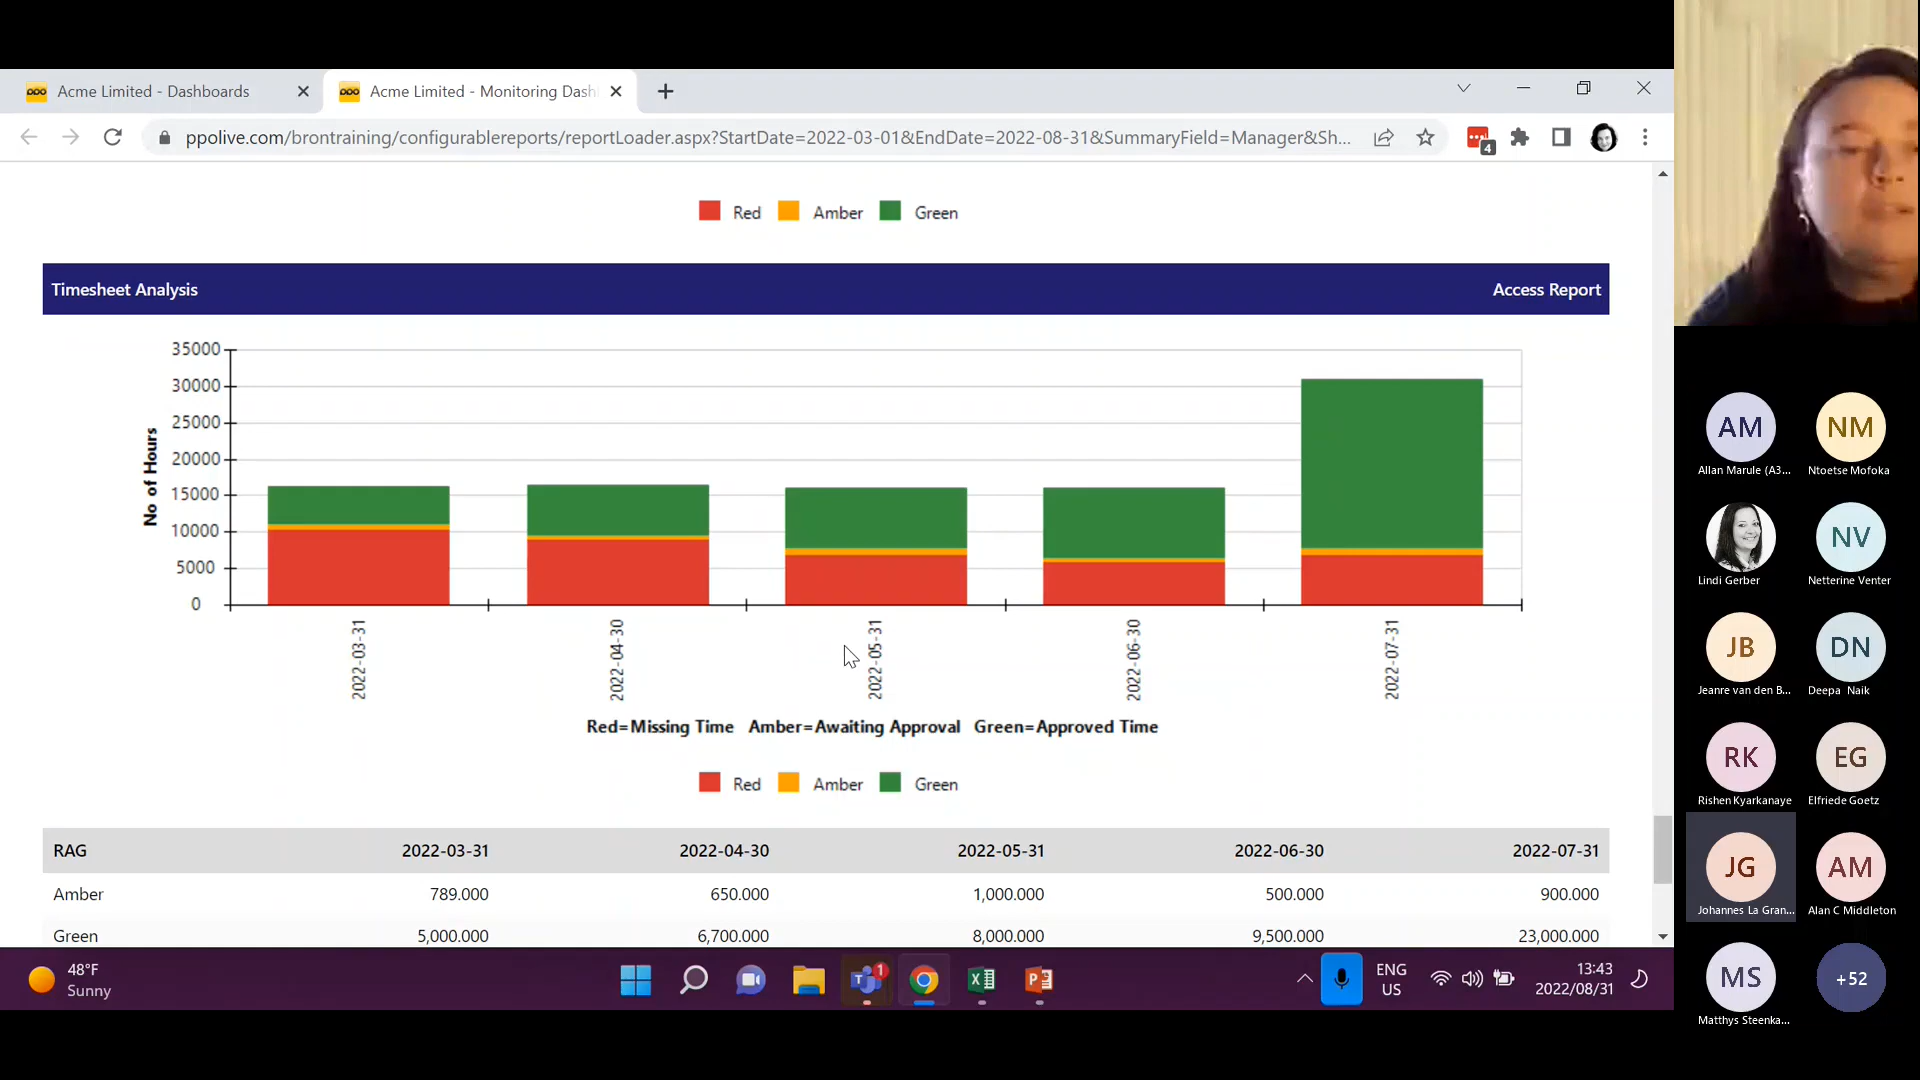 Acme Limited - Dashboards
Acme Limited - Monitoring Dash
ppolive.com/brontraining/configurablereports/reportLoader.aspx?StartDate=2022-03-01&EndDate=2022-08-31&SummaryField=Manager&Sh...
4
Red Amber Green
Timesheet Analysis Access Report
No of Hours
35000
30000
25000
20000
15000
10000
5000
0
2022-03-31 2022-04-30 2022-05-31 2022-06-30 2022-07-31
Red=Missing Time Amber=Awaiting Approval Green=Approved Time
Red Amber Green
RAG 2022-03-31 2022-04-30 2022-05-31 2022-06-30 2022-07-31
Amber 789.000 650.000 1,000.000 500.000 900.000
Green 5,000.000 6,700.000 8,000.000 9,500.000 23,000.000
48°F
Sunny
1
ENG
US
13:43
2022/08/31
AM NM
Allan Marule (A3... Ntoetse Mofoka
NV
Lindi Gerber Netterine Venter
JB DN
Jeanre van den B... Deepa Naik
RK EG
Rishen Kyarkanaye Elfriede Goetz
JG AM
Johannes La Gran... Alan C Middleton
MS +52
Matthys Steenka...